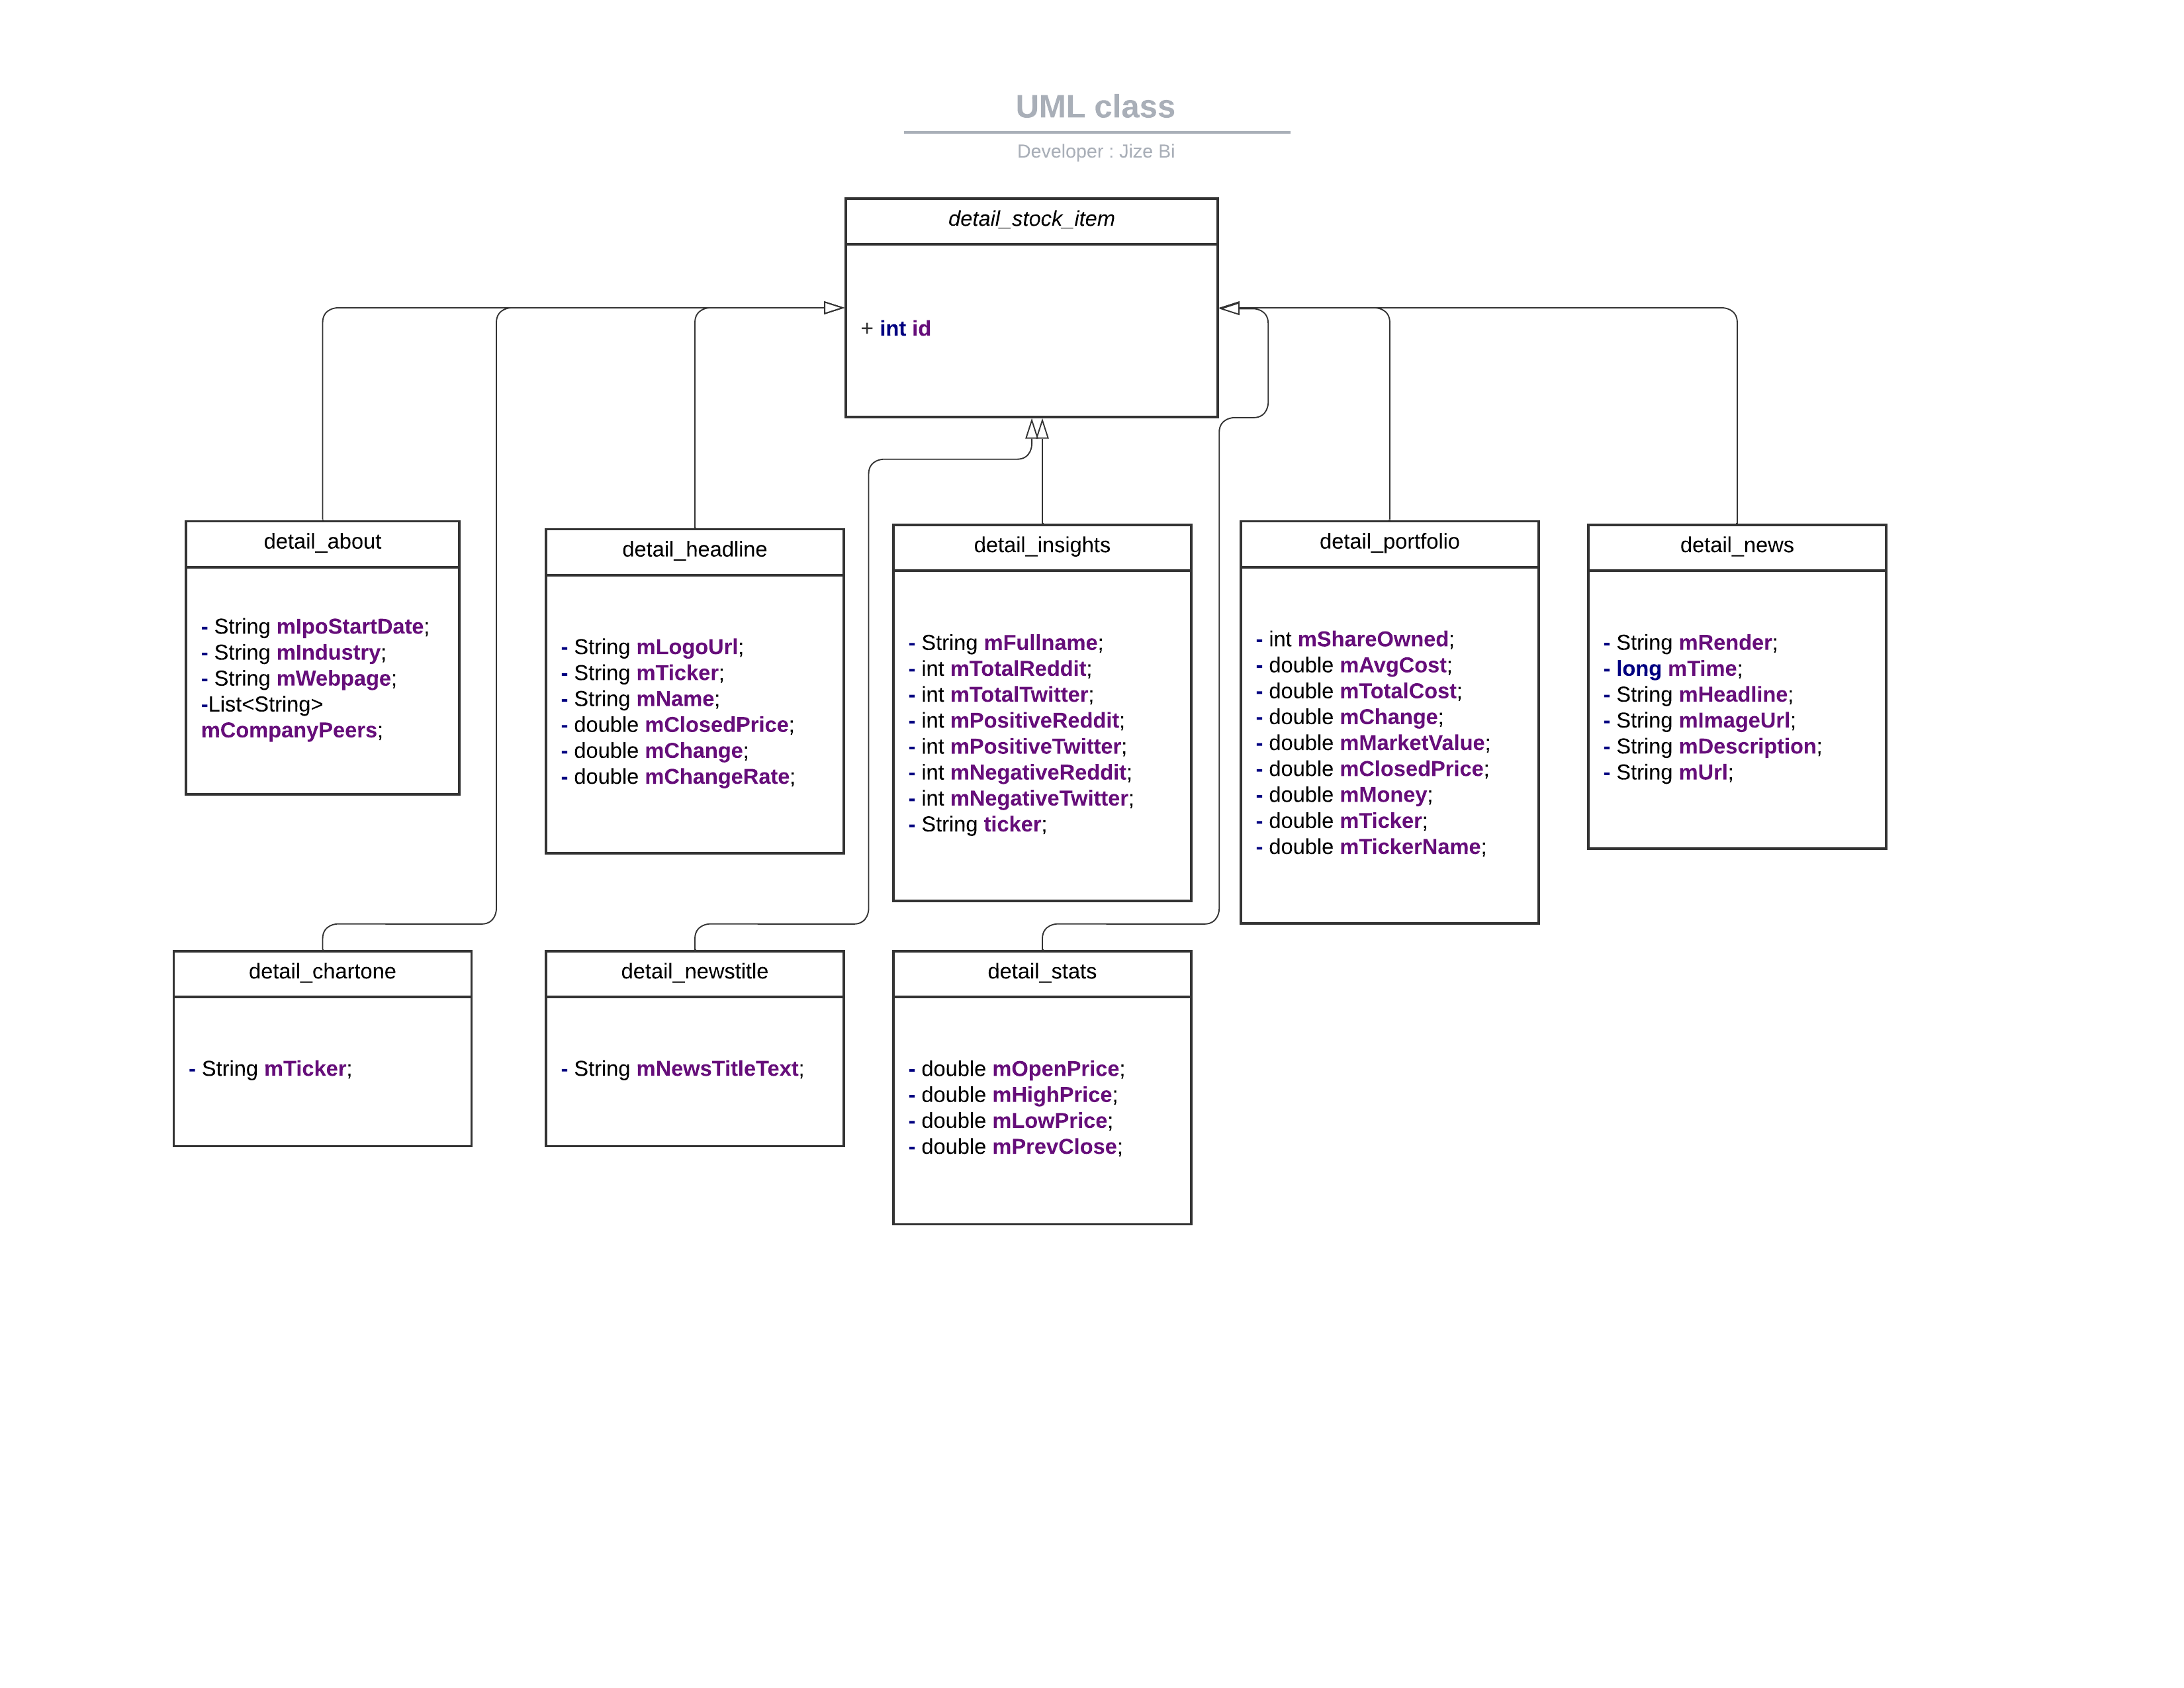 UML class
Developer : Jize Bi
detail_stock_item
+ int id
detail_about
- String mIpoStartDate;
- String mIndustry;
- String mWebpage;
-List<String>
mCompanyPeers;
detail_headline
- String mLogoUrl;
- String mTicker;
- String mName;
- double mClosedPrice;
- double mChange;
- double mChangeRate;
detail_insights
- String mFullname;
- int mTotalReddit;
- int mTotalTwitter;
- int mPositiveReddit;
- int mPositiveTwitter;
- int mNegativeReddit;
- int mNegativeTwitter;
- String ticker;
detail_portfolio
- int mShareOwned;
- double mAvgCost;
- double mTotalCost;
- double mChange;
- double mMarketValue;
- double mClosedPrice;
- double mMoney;
- double mTicker;
- double mTickerName;
detail_news
- String mRender;
- long mTime;
- String mHeadline;
- String mImageUrl;
- String mDescription;
- String mUrl;
detail_chartone
- String mTicker;
detail_newstitle
- String mNewsTitleText;
detail_stats
- double mOpenPrice;
- double mHighPrice;
- double mLowPrice;
- double mPrevClose;